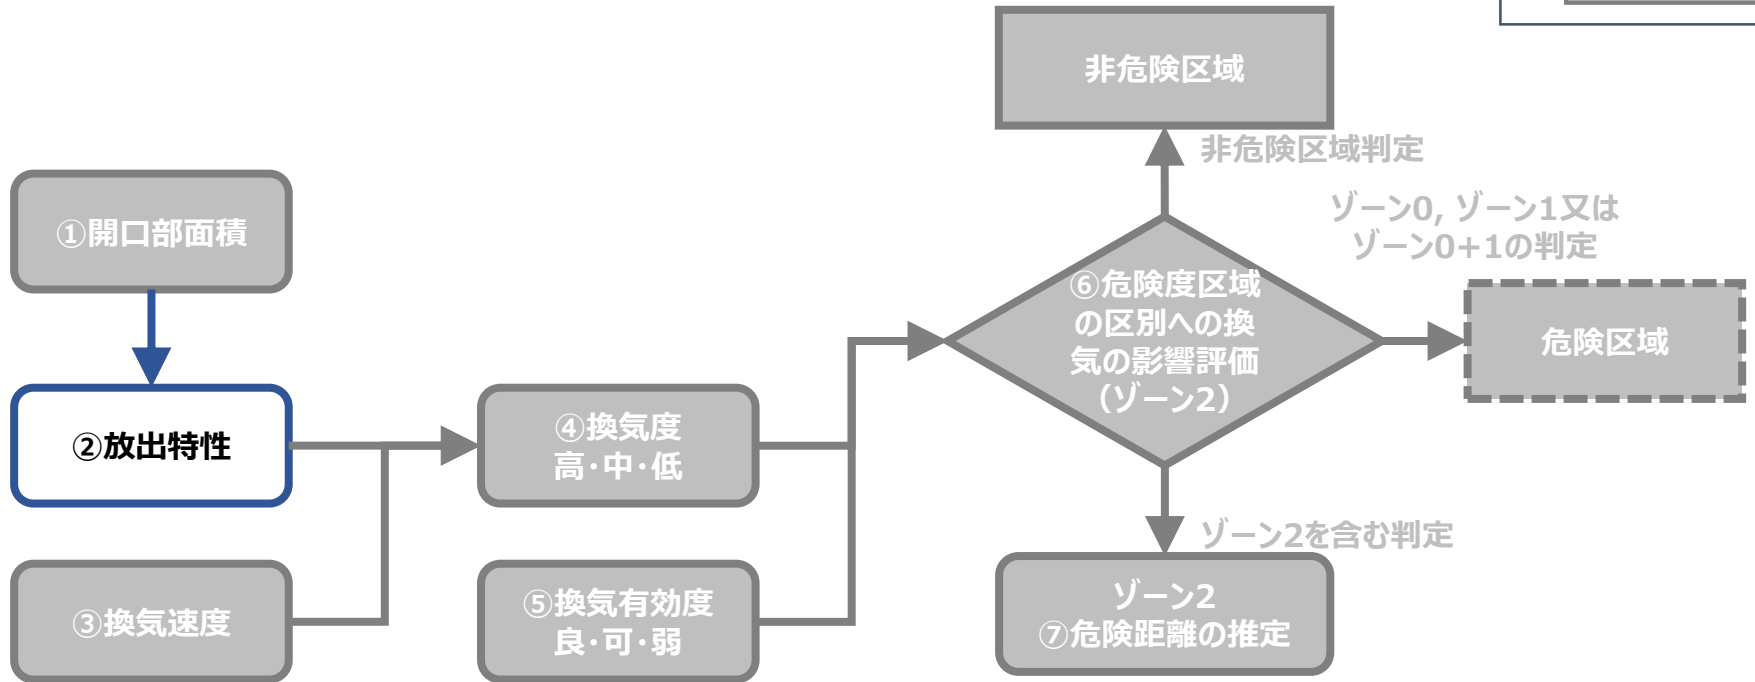 非危険区域
非危険区域判定
①開口部面積
ゾーン0, ゾーン1又は
ゾーン0+1の判定
⑥危険度区域
の区別への換
気の影響評価
（ゾーン2）
危険区域
②放出特性
④換気度
高・中・低
ゾーン2を含む判定
③換気速度
⑤換気有効度
良・可・弱
ゾーン2
⑦危険距離の推定